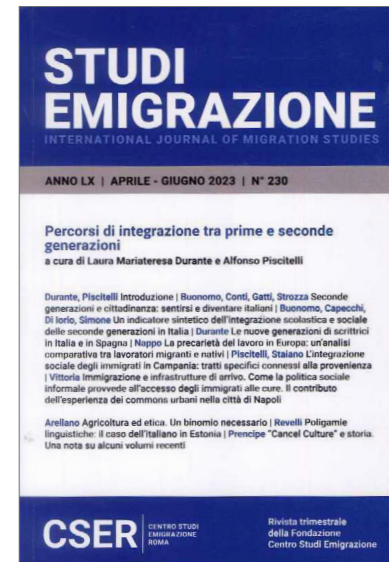 STUDI
EMIGRAZIONE
INTERNATIONAL JOURNAL OF MIGRATION STUDIES
ANNO LX | APRILE - GIUGNO 2023 | N° 230
Percorsi di integrazione tra prime e seconde
generazioni
a cura di Laura Mariateresa Durante e Alfonso Piscitelli
Durante, Piscitelli Introduzione | Buonomo, Conti, Gatti, Strozza Seconde
generazioni e cittadinanza: sentirsi e diventare italiani | Buonomo, Capecchi,
Di Iorio, Simone Un indicatore sintetico dell'integrazione scolastica e sociale
delle seconde generazioni in Italia | Durante Le nuove generazioni di scrittrici
in Italia e in Spagna | Nappo La precarietà del lavoro in Europa: un'analisi
comparativa tra lavoratori migranti e nativi | Piscitelli, Staiano L'integrazione
sociale degli immigrati in Campania: tratti specifici connessi alla provenienza
| Vittoria Immigrazione e infrastrutture di arrivo. Come la politica sociale
informale provvede all'accesso degli immigrati alle cure. Il contributo
dell'esperienza dei commons urbani nella città di Napoli
Arellano Agricoltura ed etica. Un binomio necessario | Revelli Poligamie
linguistiche: il caso dell'italiano in Estonia | Prencipe "Cancel Culture" e storia.
Una nota su alcuni volumi recenti
CSER
CENTRO STUDI
EMIGRAZIONE
ROMA
Rivista trimestrale
della Fondazione
Centro Studi Emigrazione